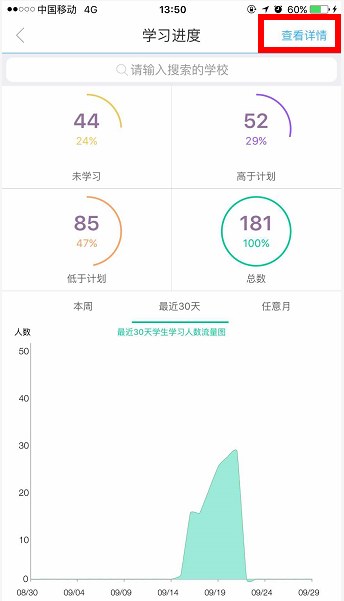 中国移动 4G 13:50 60%
学习进度 查看详情
请输入搜索的学校
44 52
24% 29%
未学习 高于计划
85 181
47% 100%
低于计划 总数
本周 最近30天 任意月
人数 最近30天学生学习人数流量图
50
40
30
20
10
0
08/30 09/04 09/09 09/14 09/19 09/24 09/29